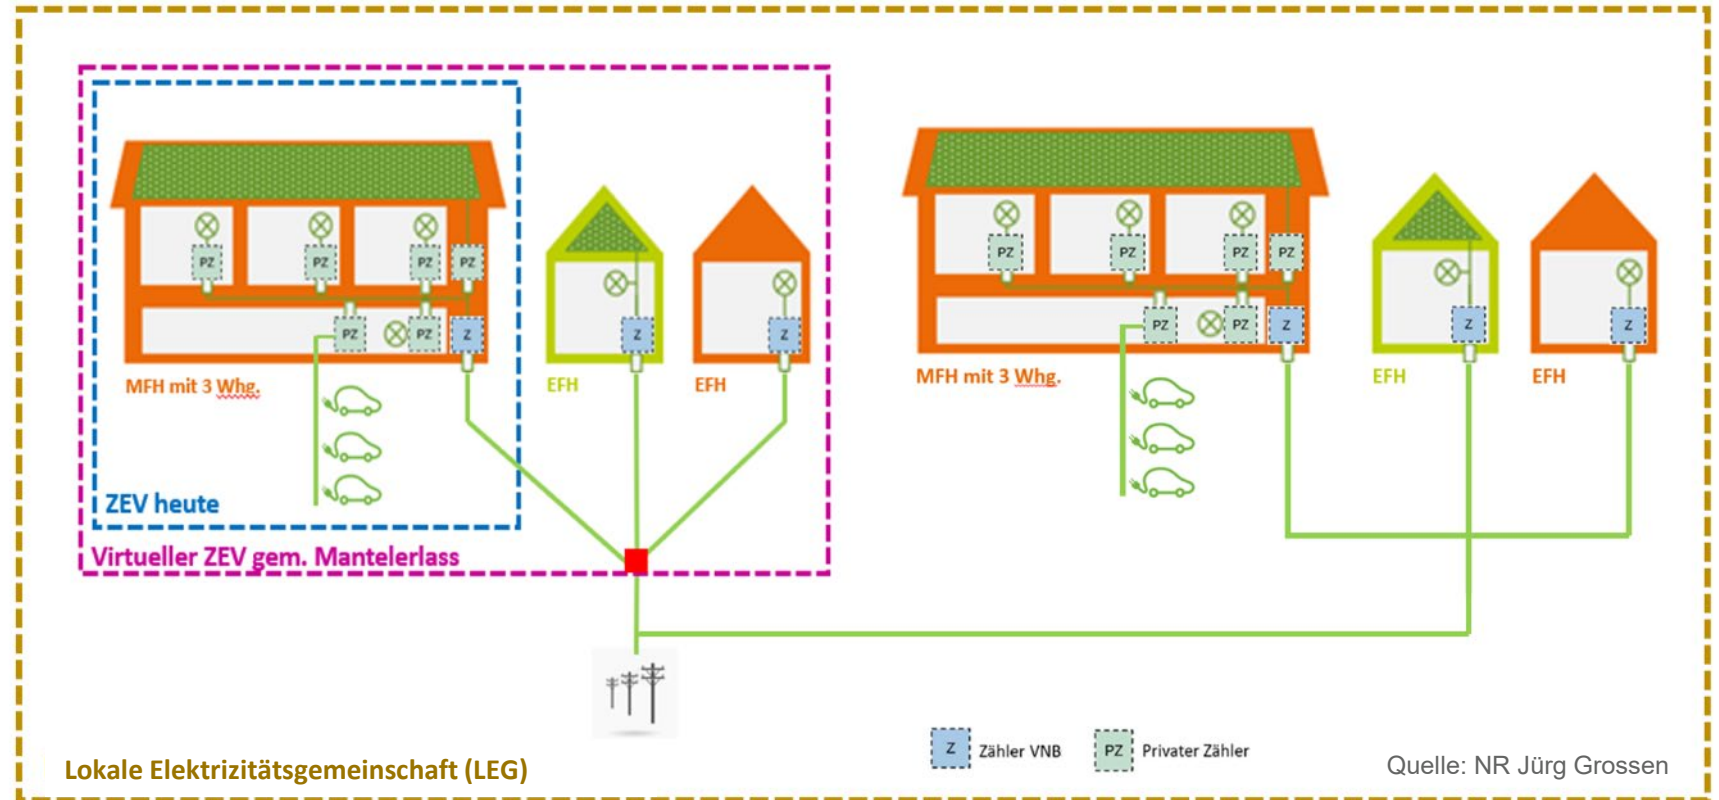 PZ PZ PZ PZ
PZ PZ Z Z Z
MFH mit 3 Whg. EFH EFH
ZEV heute
Virtueller ZEV gem. Mantelerlass
PZ PZ PZ PZ
PZ PZ Z Z Z
MFH mit 3 Whg. EFH EFH
Z Zähler VNB PZ Privater Zähler
Lokale Elektrizitätsgemeinschaft (LEG)
Quelle: NR Jürg Grossen